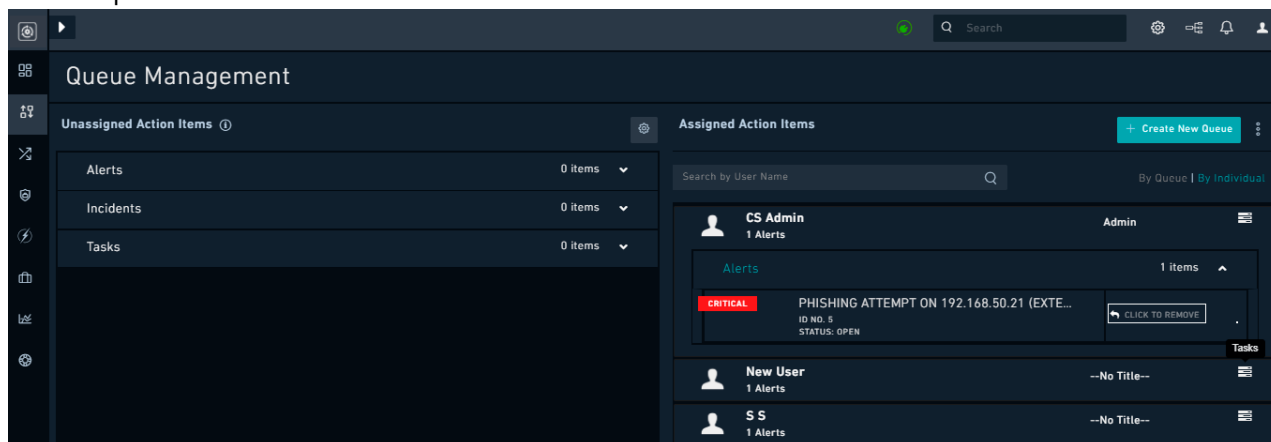 Search
Queue Management
Unassigned Action Items
Alerts 0 items
Incidents 0 items
Tasks 0 items
Assigned Action Items
+ Create New Queue
Search by User Name
By Queue | By Individual
CS Admin
1 Alerts
Admin
Alerts 1 items
CRITICAL
PHISHING ATTEMPT ON 192.168.50.21 (EXTE...
ID NO. 5
STATUS: OPEN
CLICK TO REMOVE
Tasks
New User
1 Alerts
--No Title--
S S
1 Alerts
--No Title--